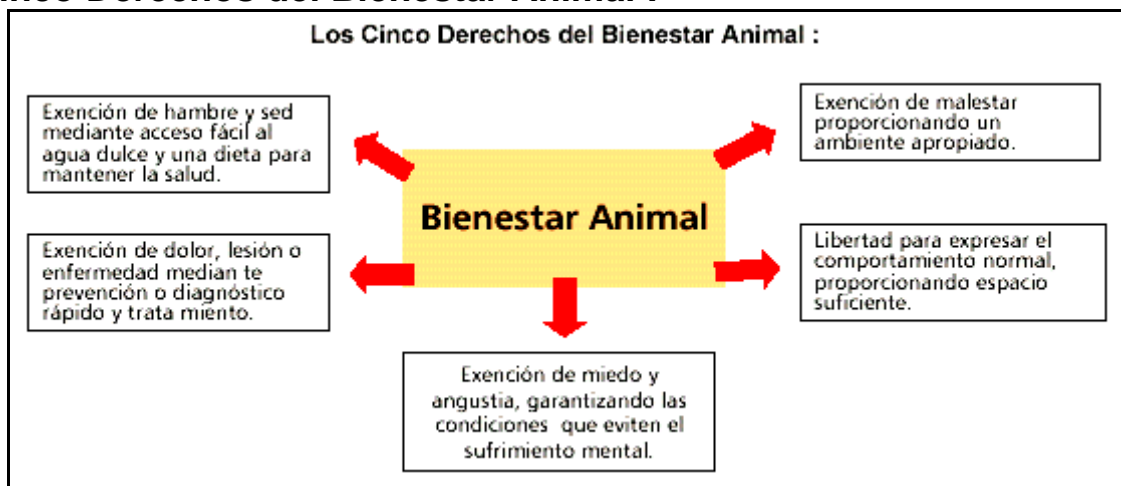 Los Cinco Derechos del Bienestar Animal :
Exención de hambre y sed
mediante acceso fácil al
agua dulce y una dieta para
mantener la salud.
Exención de malestar
proporcionando un
ambiente apropiado.
Bienestar Animal
Exención de dolor, lesión o
enfermedad median te
prevención o diagnóstico
rápido y trata miento.
Libertad para expresar el
comportamiento normal,
proporcionando espacio
suficiente.
Exención de miedo y
angustia, garantizando las
condiciones que eviten el
sufrimiento mental.